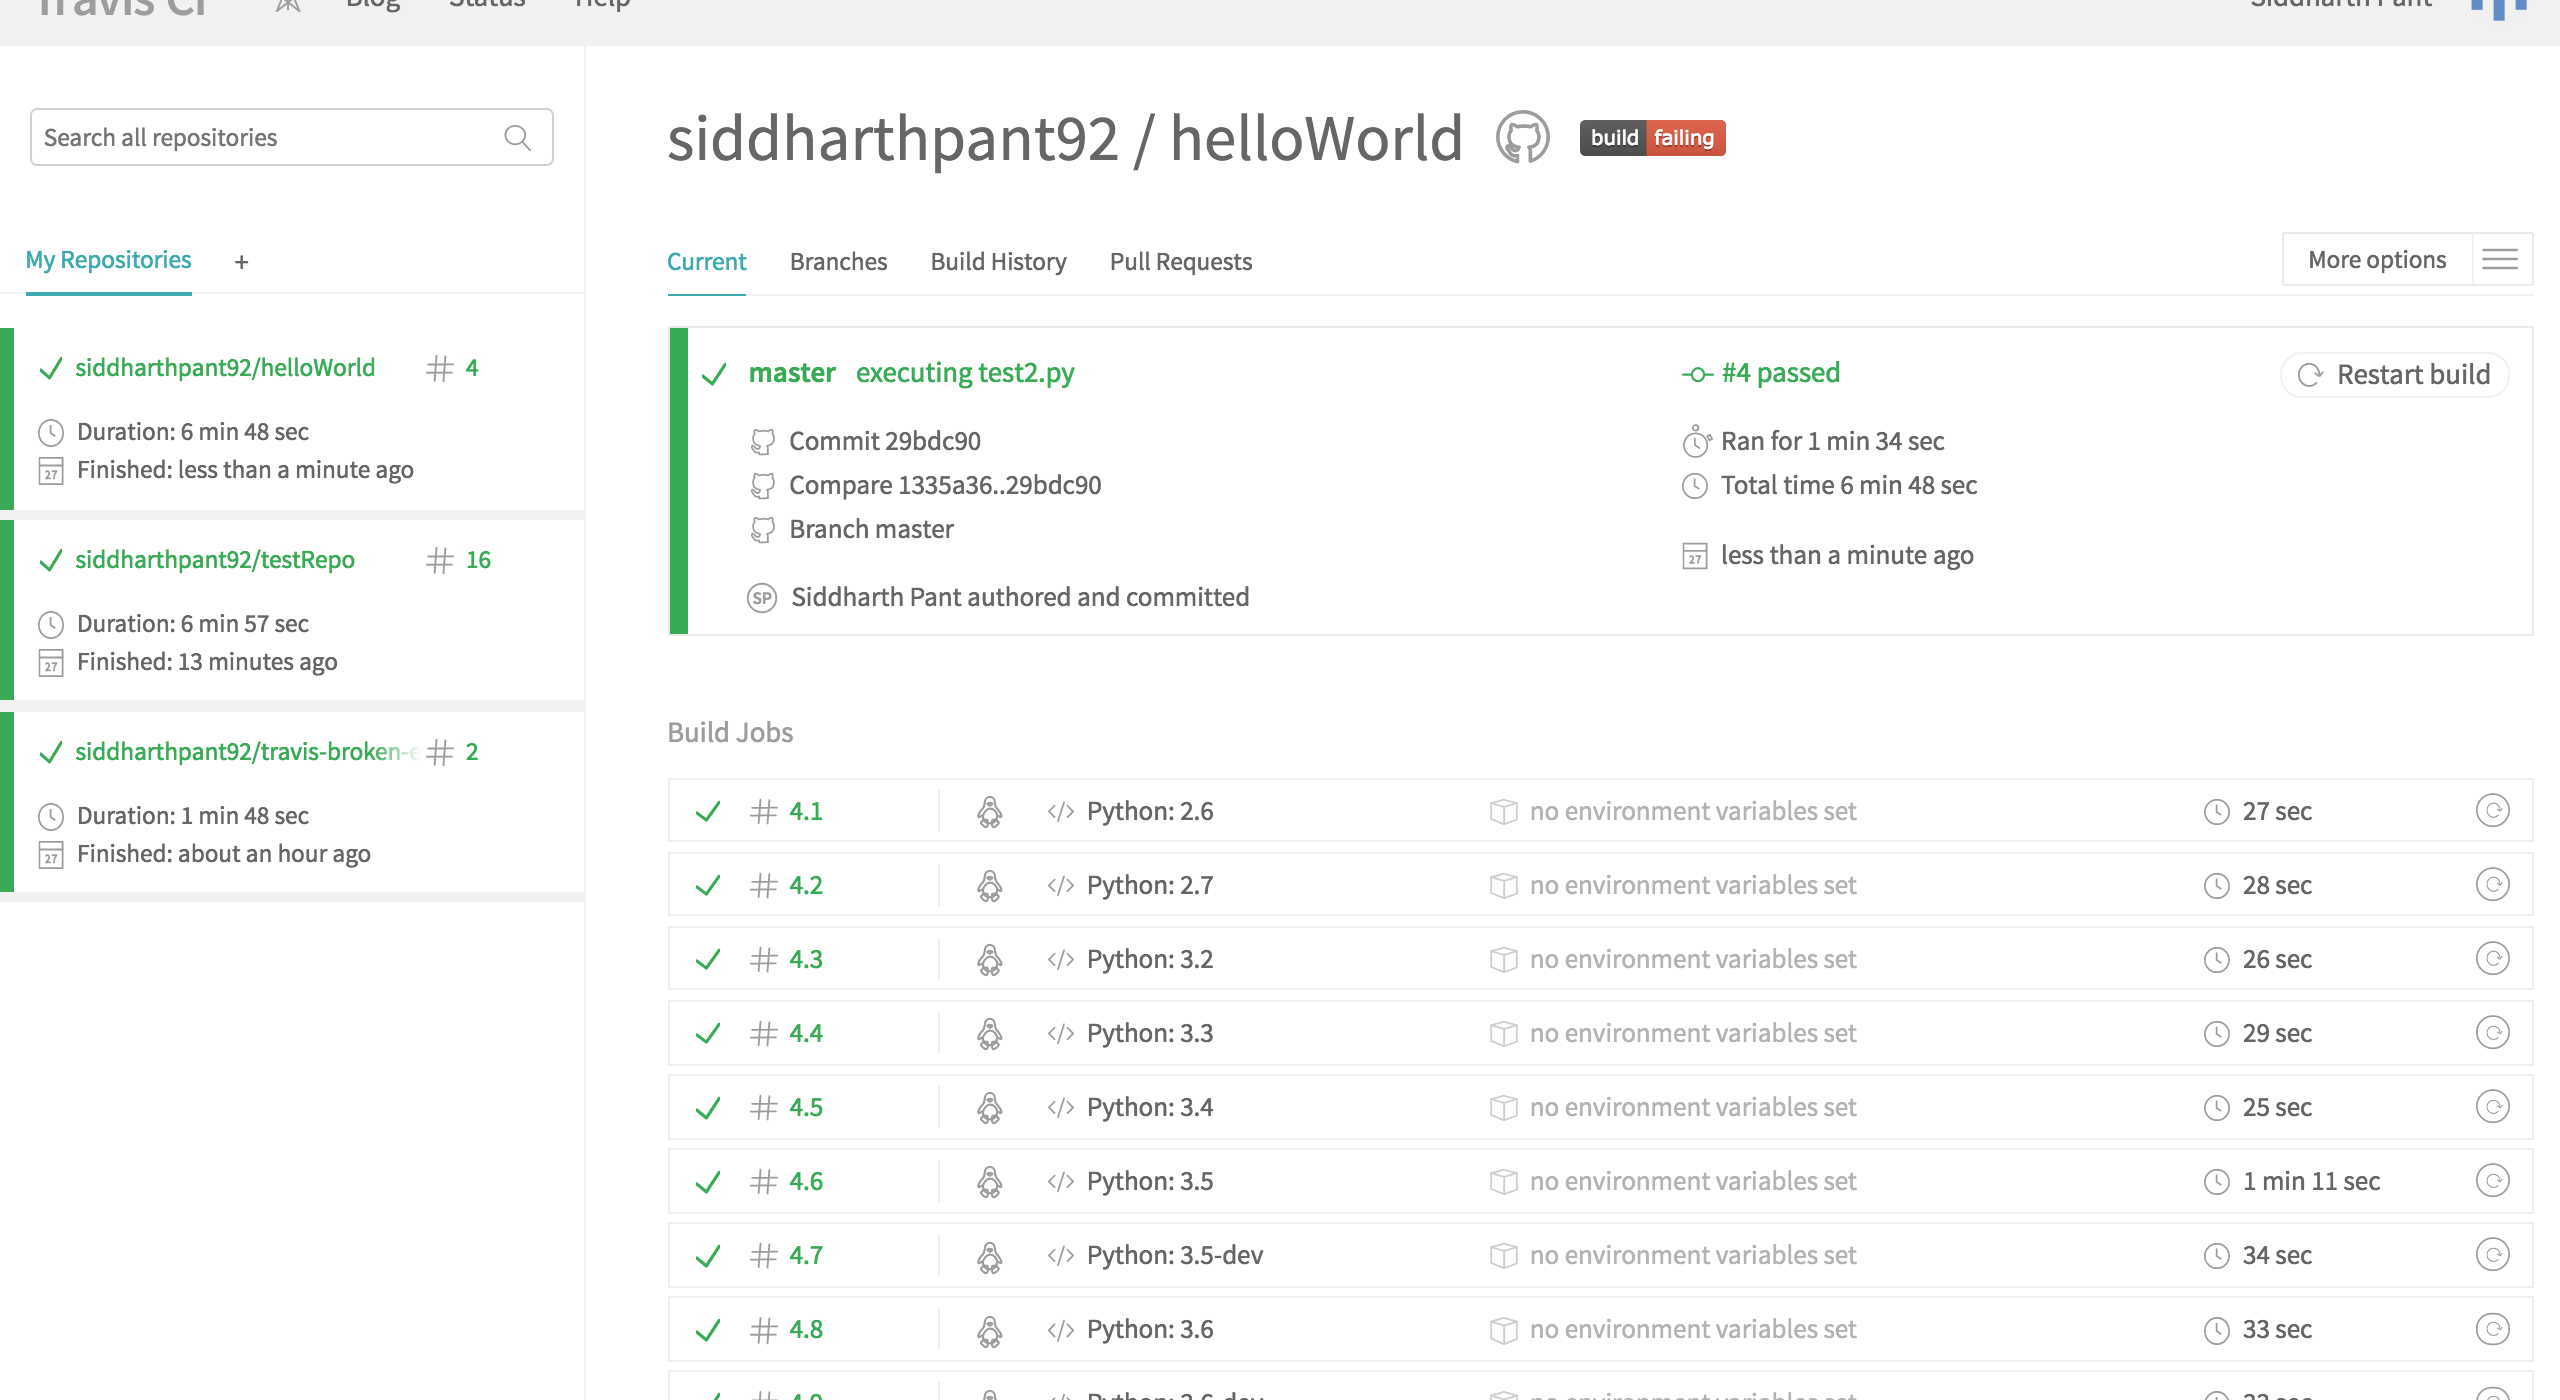 Travis CI Blog Status Help Siddharth Pant
Search all repositories
My Repositories +
siddharthpant92/helloWorld # 4
Duration: 6 min 48 sec
27 Finished: less than a minute ago
siddharthpant92/testRepo # 16
Duration: 6 min 57 sec
27 Finished: 13 minutes ago
siddharthpant92/travis-broken-e # 2
Duration: 1 min 48 sec
27 Finished: about an hour ago
siddharthpant92 / helloWorld build failing
Current Branches Build History Pull Requests More options
master executing test2.py
Commit 29bdc90
Compare 1335a36..29bdc90
Branch master
SP Siddharth Pant authored and committed
#4 passed
Ran for 1 min 34 sec
Total time 6 min 48 sec
27 less than a minute ago
Restart build
Build Jobs
# 4.1 </> Python: 2.6 no environment variables set 27 sec
# 4.2 </> Python: 2.7 no environment variables set 28 sec
# 4.3 </> Python: 3.2 no environment variables set 26 sec
# 4.4 </> Python: 3.3 no environment variables set 29 sec
# 4.5 </> Python: 3.4 no environment variables set 25 sec
# 4.6 </> Python: 3.5 no environment variables set 1 min 11 sec
# 4.7 </> Python: 3.5-dev no environment variables set 34 sec
# 4.8 </> Python: 3.6 no environment variables set 33 sec
# 4.9 </> Python: 3.6-dev no environment variables set